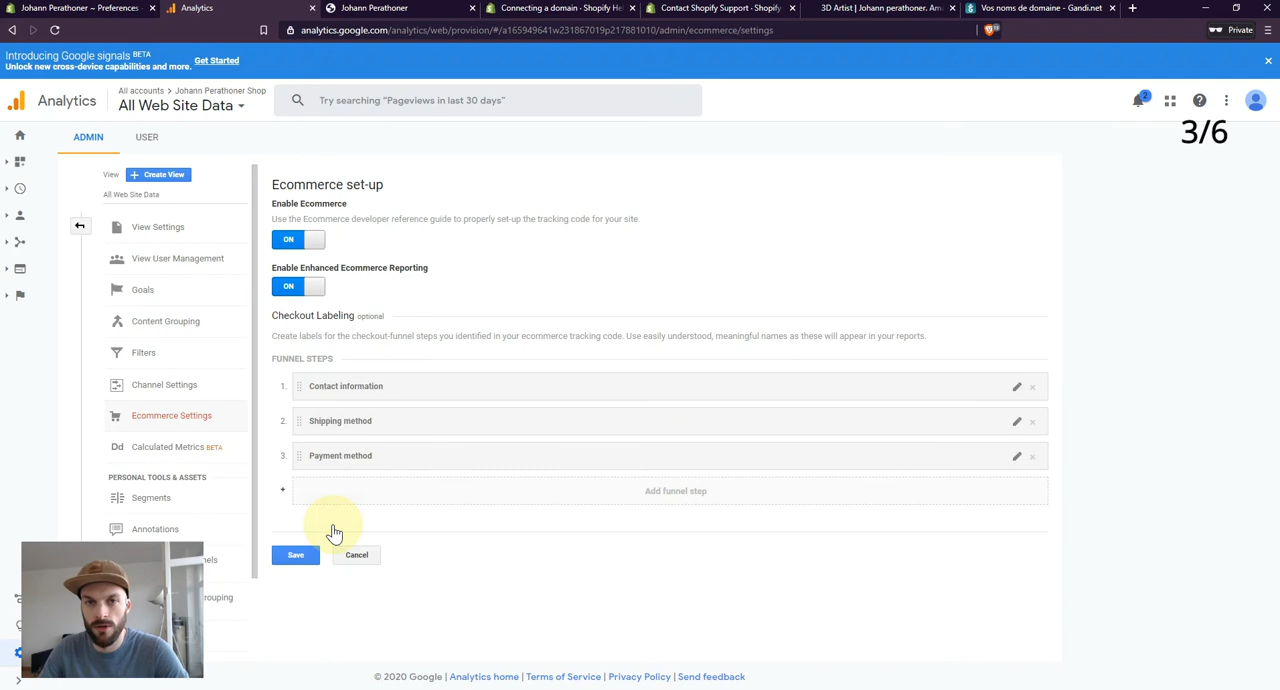 Johann Perathoner ~ Preferences
Analytics
Johann Perathoner
Connecting a domain · Shopify He
Contact Shopify Support · Shopify
3D Artist | Johann perathoner. Am
Vos noms de domaine - Gandi.net
analytics.google.com/analytics/web/provision/#/a165949641w231867019p217881010/admin/ecommerce/settings
Private
Introducing Google signals BETA
Unlock new cross-device capabilities and more. Get Started
Analytics
All accounts > Johann Perathoner Shop
All Web Site Data
Try searching "Pageviews in last 30 days"
2
3/6
ADMIN
USER
View
+ Create View
All Web Site Data
View Settings
View User Management
Goals
Content Grouping
Filters
Channel Settings
Ecommerce Settings
Dd Calculated Metrics BETA
PERSONAL TOOLS & ASSETS
Segments
Annotations
nels
rouping
Ecommerce set-up
Enable Ecommerce
Use the Ecommerce developer reference guide to properly set-up the tracking code for your site.
ON
Enable Enhanced Ecommerce Reporting
ON
Checkout Labeling optional
Create labels for the checkout-funnel steps you identified in your ecommerce tracking code. Use easily understood, meaningful names as these will appear in your reports.
FUNNEL STEPS
1. Contact information
2. Shipping method
3. Payment method
+ Add funnel step
Save
Cancel
© 2020 Google | Analytics home | Terms of Service | Privacy Policy | Send feedback